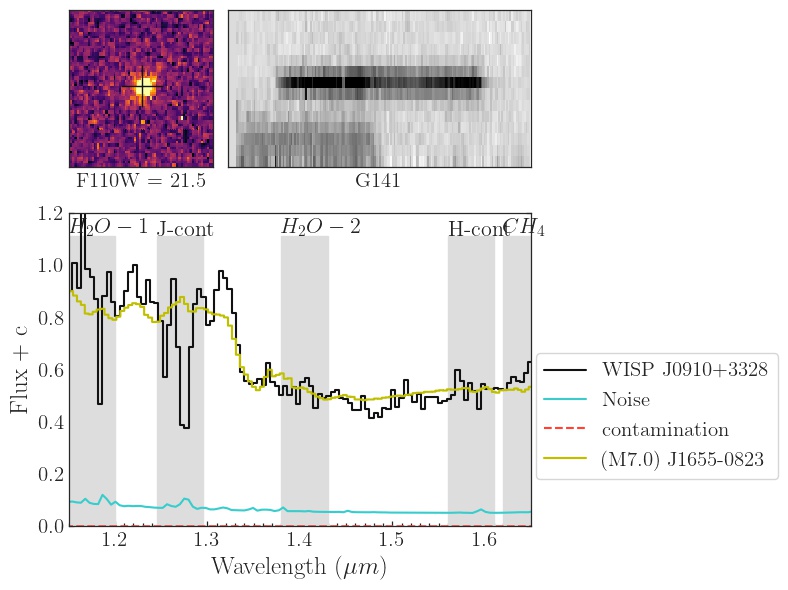 F110W = 21.5
G141
H₂O − 1 J-cont H₂O − 2 H-cont CH₄
1.2
1.0
0.8
0.6
0.4
0.2
0.0
Flux + c
1.2 1.3 1.4 1.5 1.6
Wavelength (μm)
WISP J0910+3328
Noise
contamination
(M7.0) J1655-0823